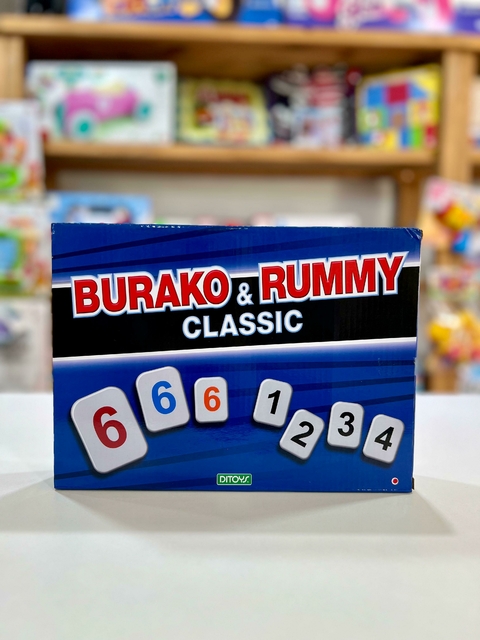 BURAKO & RUMMY
CLASSIC
6 6 6 1 2 3 4
DITOYS